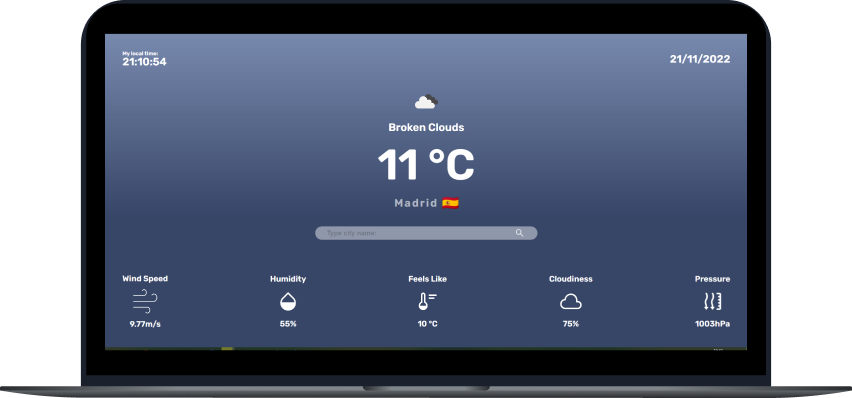 My local time:
21:10:54
21/11/2022
Broken Clouds
11 °C
Madrid
Type city name:
Wind Speed
Humidity
Feels Like
Cloudiness
Pressure
9.77m/s
55%
10 °C
75%
1003hPa